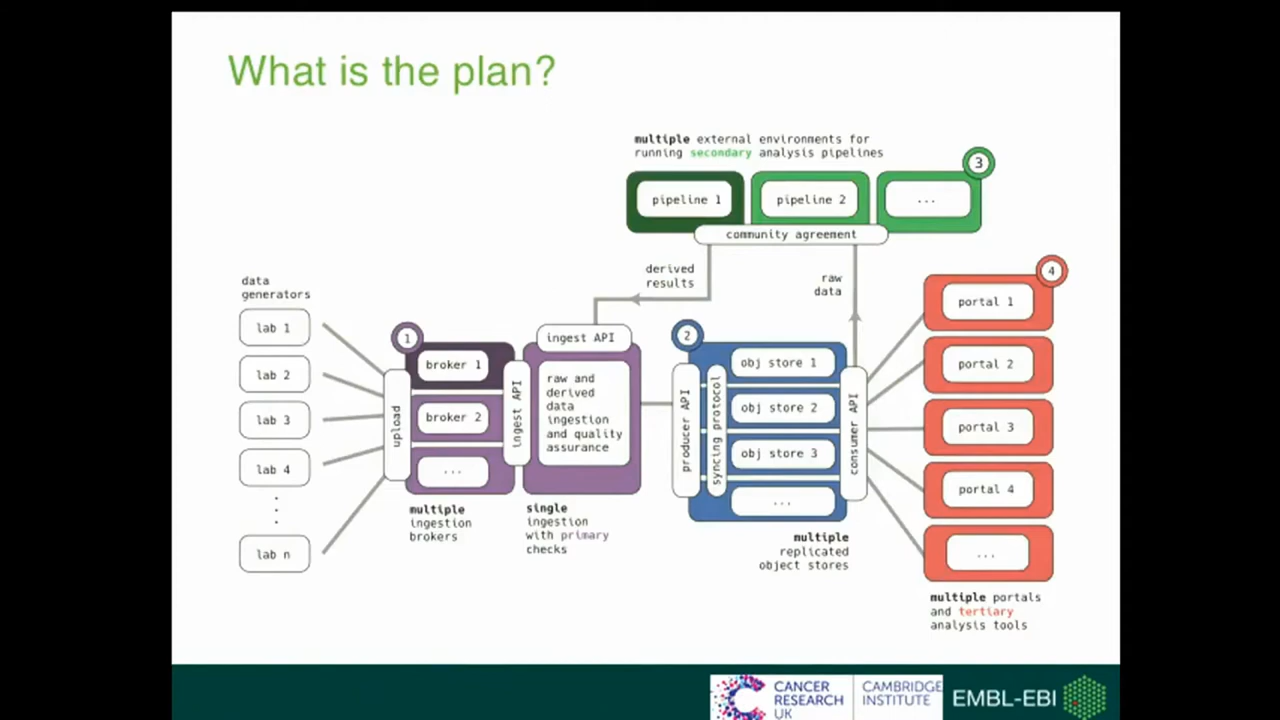 What is the plan?
multiple external environments for
running secondary analysis pipelines
3
pipeline 1
pipeline 2
...
community agreement
derived
results
raw
data
data
generators
lab 1
lab 2
lab 3
lab 4
lab n
upload
1
broker 1
broker 2
...
multiple
ingestion
brokers
ingest API
ingest API
raw and
derived
data
ingestion
and quality
assurance
single
ingestion
with primary
checks
2
producer API
syncing protocol
obj store 1
obj store 2
obj store 3
...
consumer API
multiple
replicated
object stores
4
portal 1
portal 2
portal 3
portal 4
...
multiple portals
and tertiary
analysis tools
CANCER
RESEARCH
UK
CAMBRIDGE
INSTITUTE
EMBL-EBI